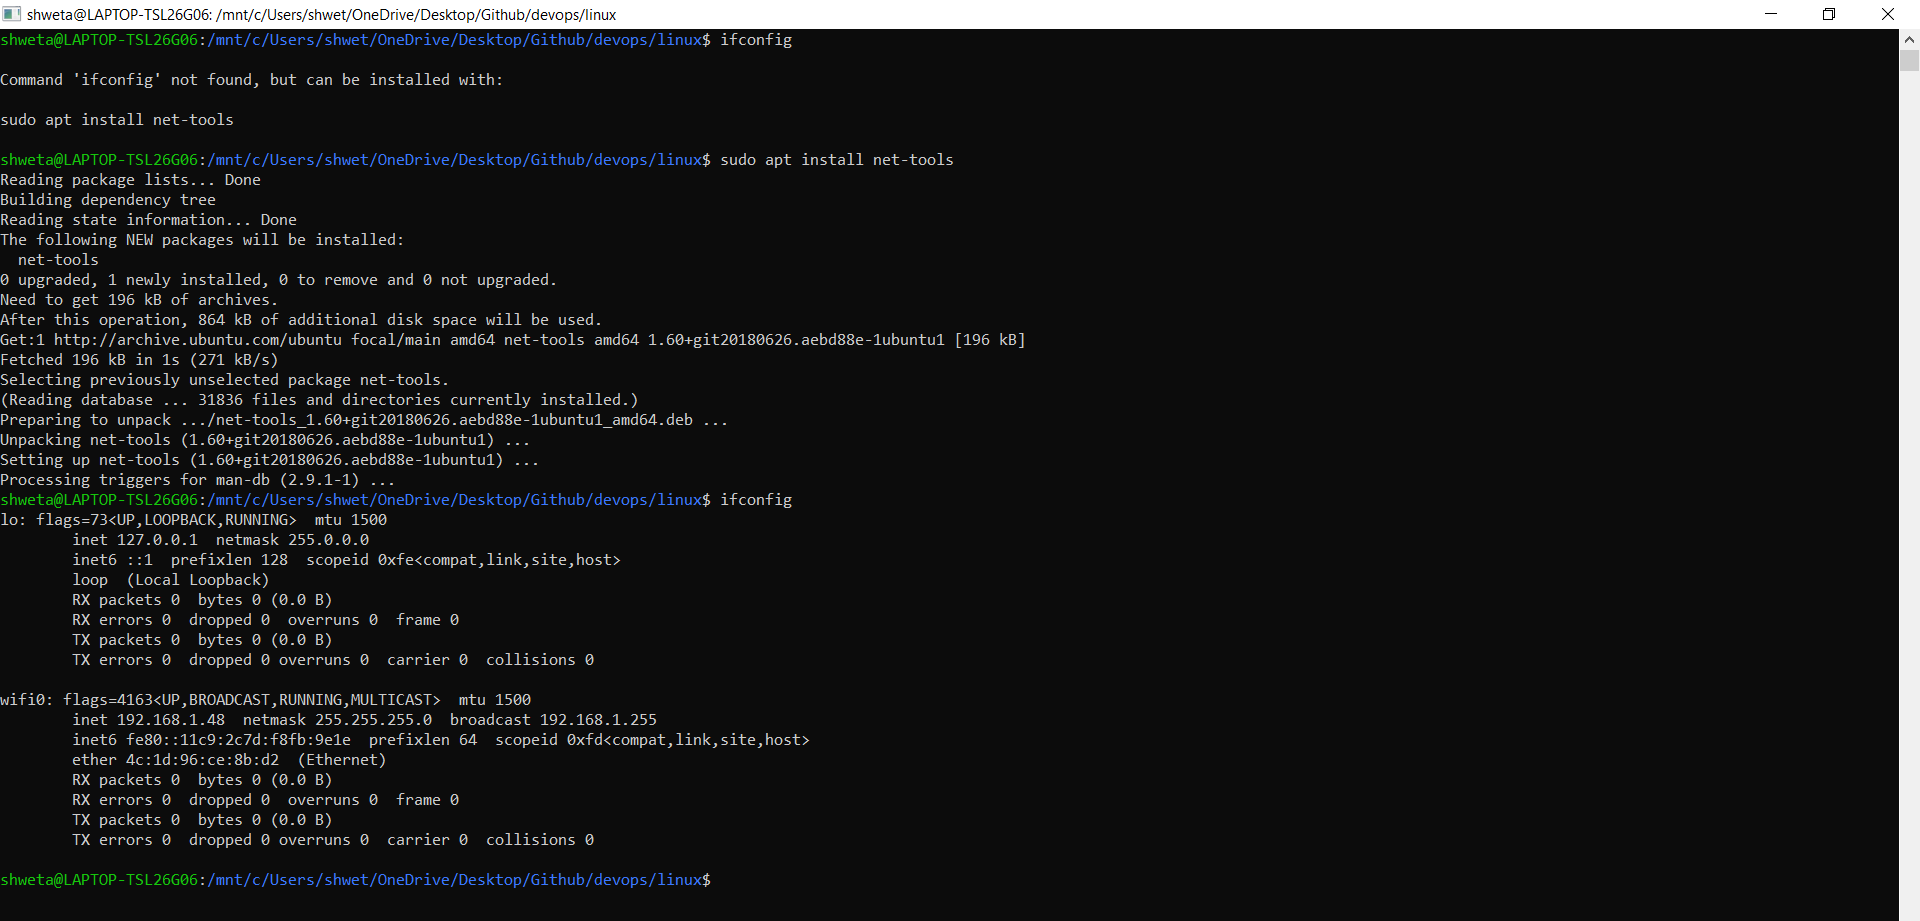 shweta@LAPTOP-TSL26G06: /mnt/c/Users/shwet/OneDrive/Desktop/Github/devops/linux
shweta@LAPTOP-TSL26G06:/mnt/c/Users/shwet/OneDrive/Desktop/Github/devops/linux$ ifconfig
Command 'ifconfig' not found, but can be installed with:
sudo apt install net-tools
shweta@LAPTOP-TSL26G06:/mnt/c/Users/shwet/OneDrive/Desktop/Github/devops/linux$ sudo apt install net-tools
Reading package lists... Done
Building dependency tree
Reading state information... Done
The following NEW packages will be installed:
  net-tools
0 upgraded, 1 newly installed, 0 to remove and 0 not upgraded.
Need to get 196 kB of archives.
After this operation, 864 kB of additional disk space will be used.
Get:1 http://archive.ubuntu.com/ubuntu focal/main amd64 net-tools amd64 1.60+git20180626.aebd88e-1ubuntu1 [196 kB]
Fetched 196 kB in 1s (271 kB/s)
Selecting previously unselected package net-tools.
(Reading database ... 31836 files and directories currently installed.)
Preparing to unpack .../net-tools_1.60+git20180626.aebd88e-1ubuntu1_amd64.deb ...
Unpacking net-tools (1.60+git20180626.aebd88e-1ubuntu1) ...
Setting up net-tools (1.60+git20180626.aebd88e-1ubuntu1) ...
Processing triggers for man-db (2.9.1-1) ...
shweta@LAPTOP-TSL26G06:/mnt/c/Users/shwet/OneDrive/Desktop/Github/devops/linux$ ifconfig
lo: flags=73<UP,LOOPBACK,RUNNING>  mtu 1500
        inet 127.0.0.1  netmask 255.0.0.0
        inet6 ::1  prefixlen 128  scopeid 0xfe<compat,link,site,host>
        loop  (Local Loopback)
        RX packets 0  bytes 0 (0.0 B)
        RX errors 0  dropped 0  overruns 0  frame 0
        TX packets 0  bytes 0 (0.0 B)
        TX errors 0  dropped 0 overruns 0  carrier 0  collisions 0
wifi0: flags=4163<UP,BROADCAST,RUNNING,MULTICAST>  mtu 1500
        inet 192.168.1.48  netmask 255.255.255.0  broadcast 192.168.1.255
        inet6 fe80::11c9:2c7d:f8fb:9e1e  prefixlen 64  scopeid 0xfd<compat,link,site,host>
        ether 4c:1d:96:ce:8b:d2  (Ethernet)
        RX packets 0  bytes 0 (0.0 B)
        RX errors 0  dropped 0  overruns 0  frame 0
        TX packets 0  bytes 0 (0.0 B)
        TX errors 0  dropped 0 overruns 0  carrier 0  collisions 0
shweta@LAPTOP-TSL26G06:/mnt/c/Users/shwet/OneDrive/Desktop/Github/devops/linux$